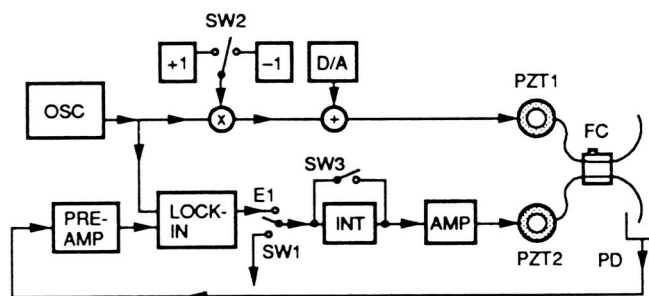 SW2
+1
−1
D/A
PZT1
OSC
X
+
FC
SW3
E1
PRE-
AMP
LOCK-
IN
INT
AMP
SW1
PZT2
PD